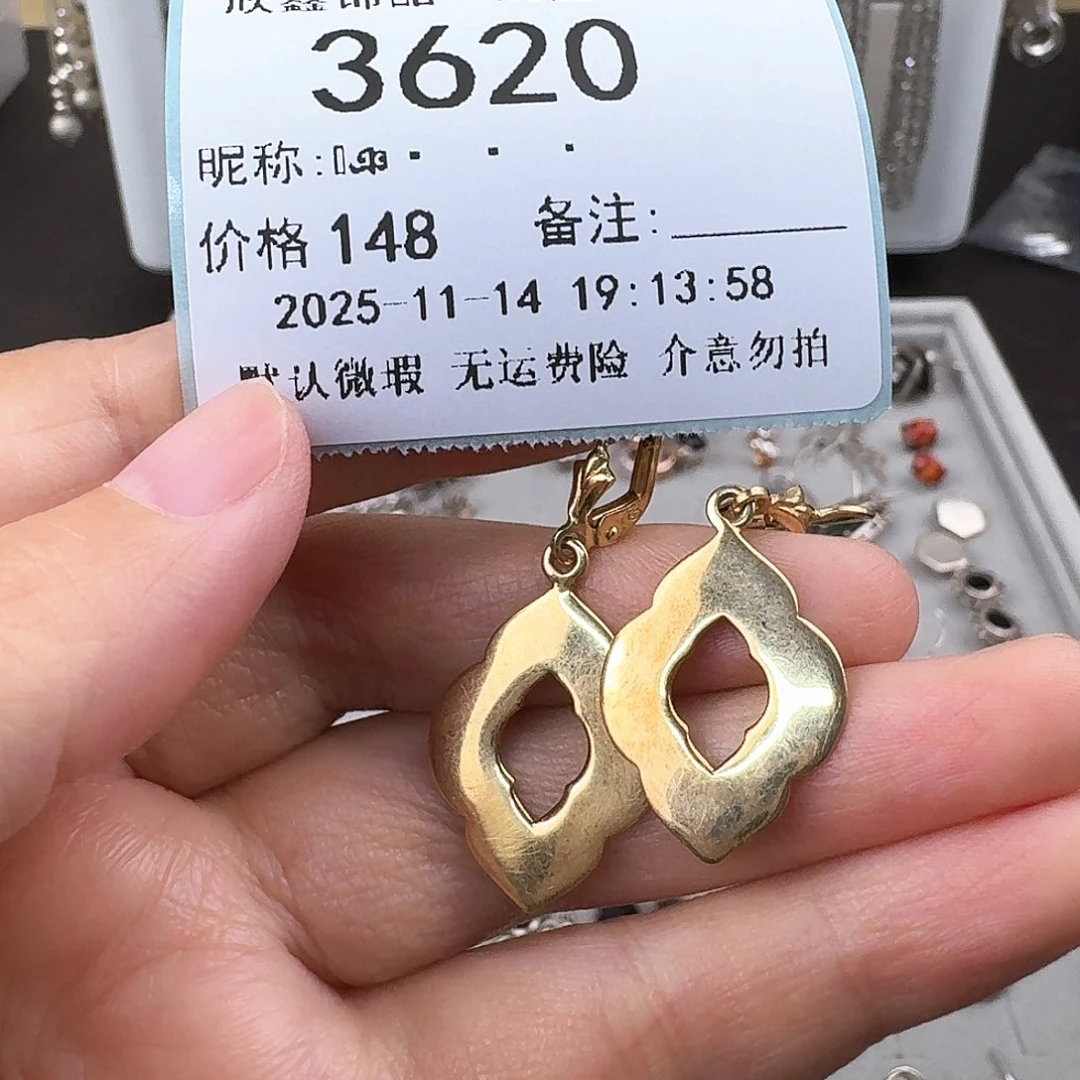 3620
昵称:
价格 148 备注:
2025-11-14 19:13:58
默认微瑕 无运费险 介意勿拍